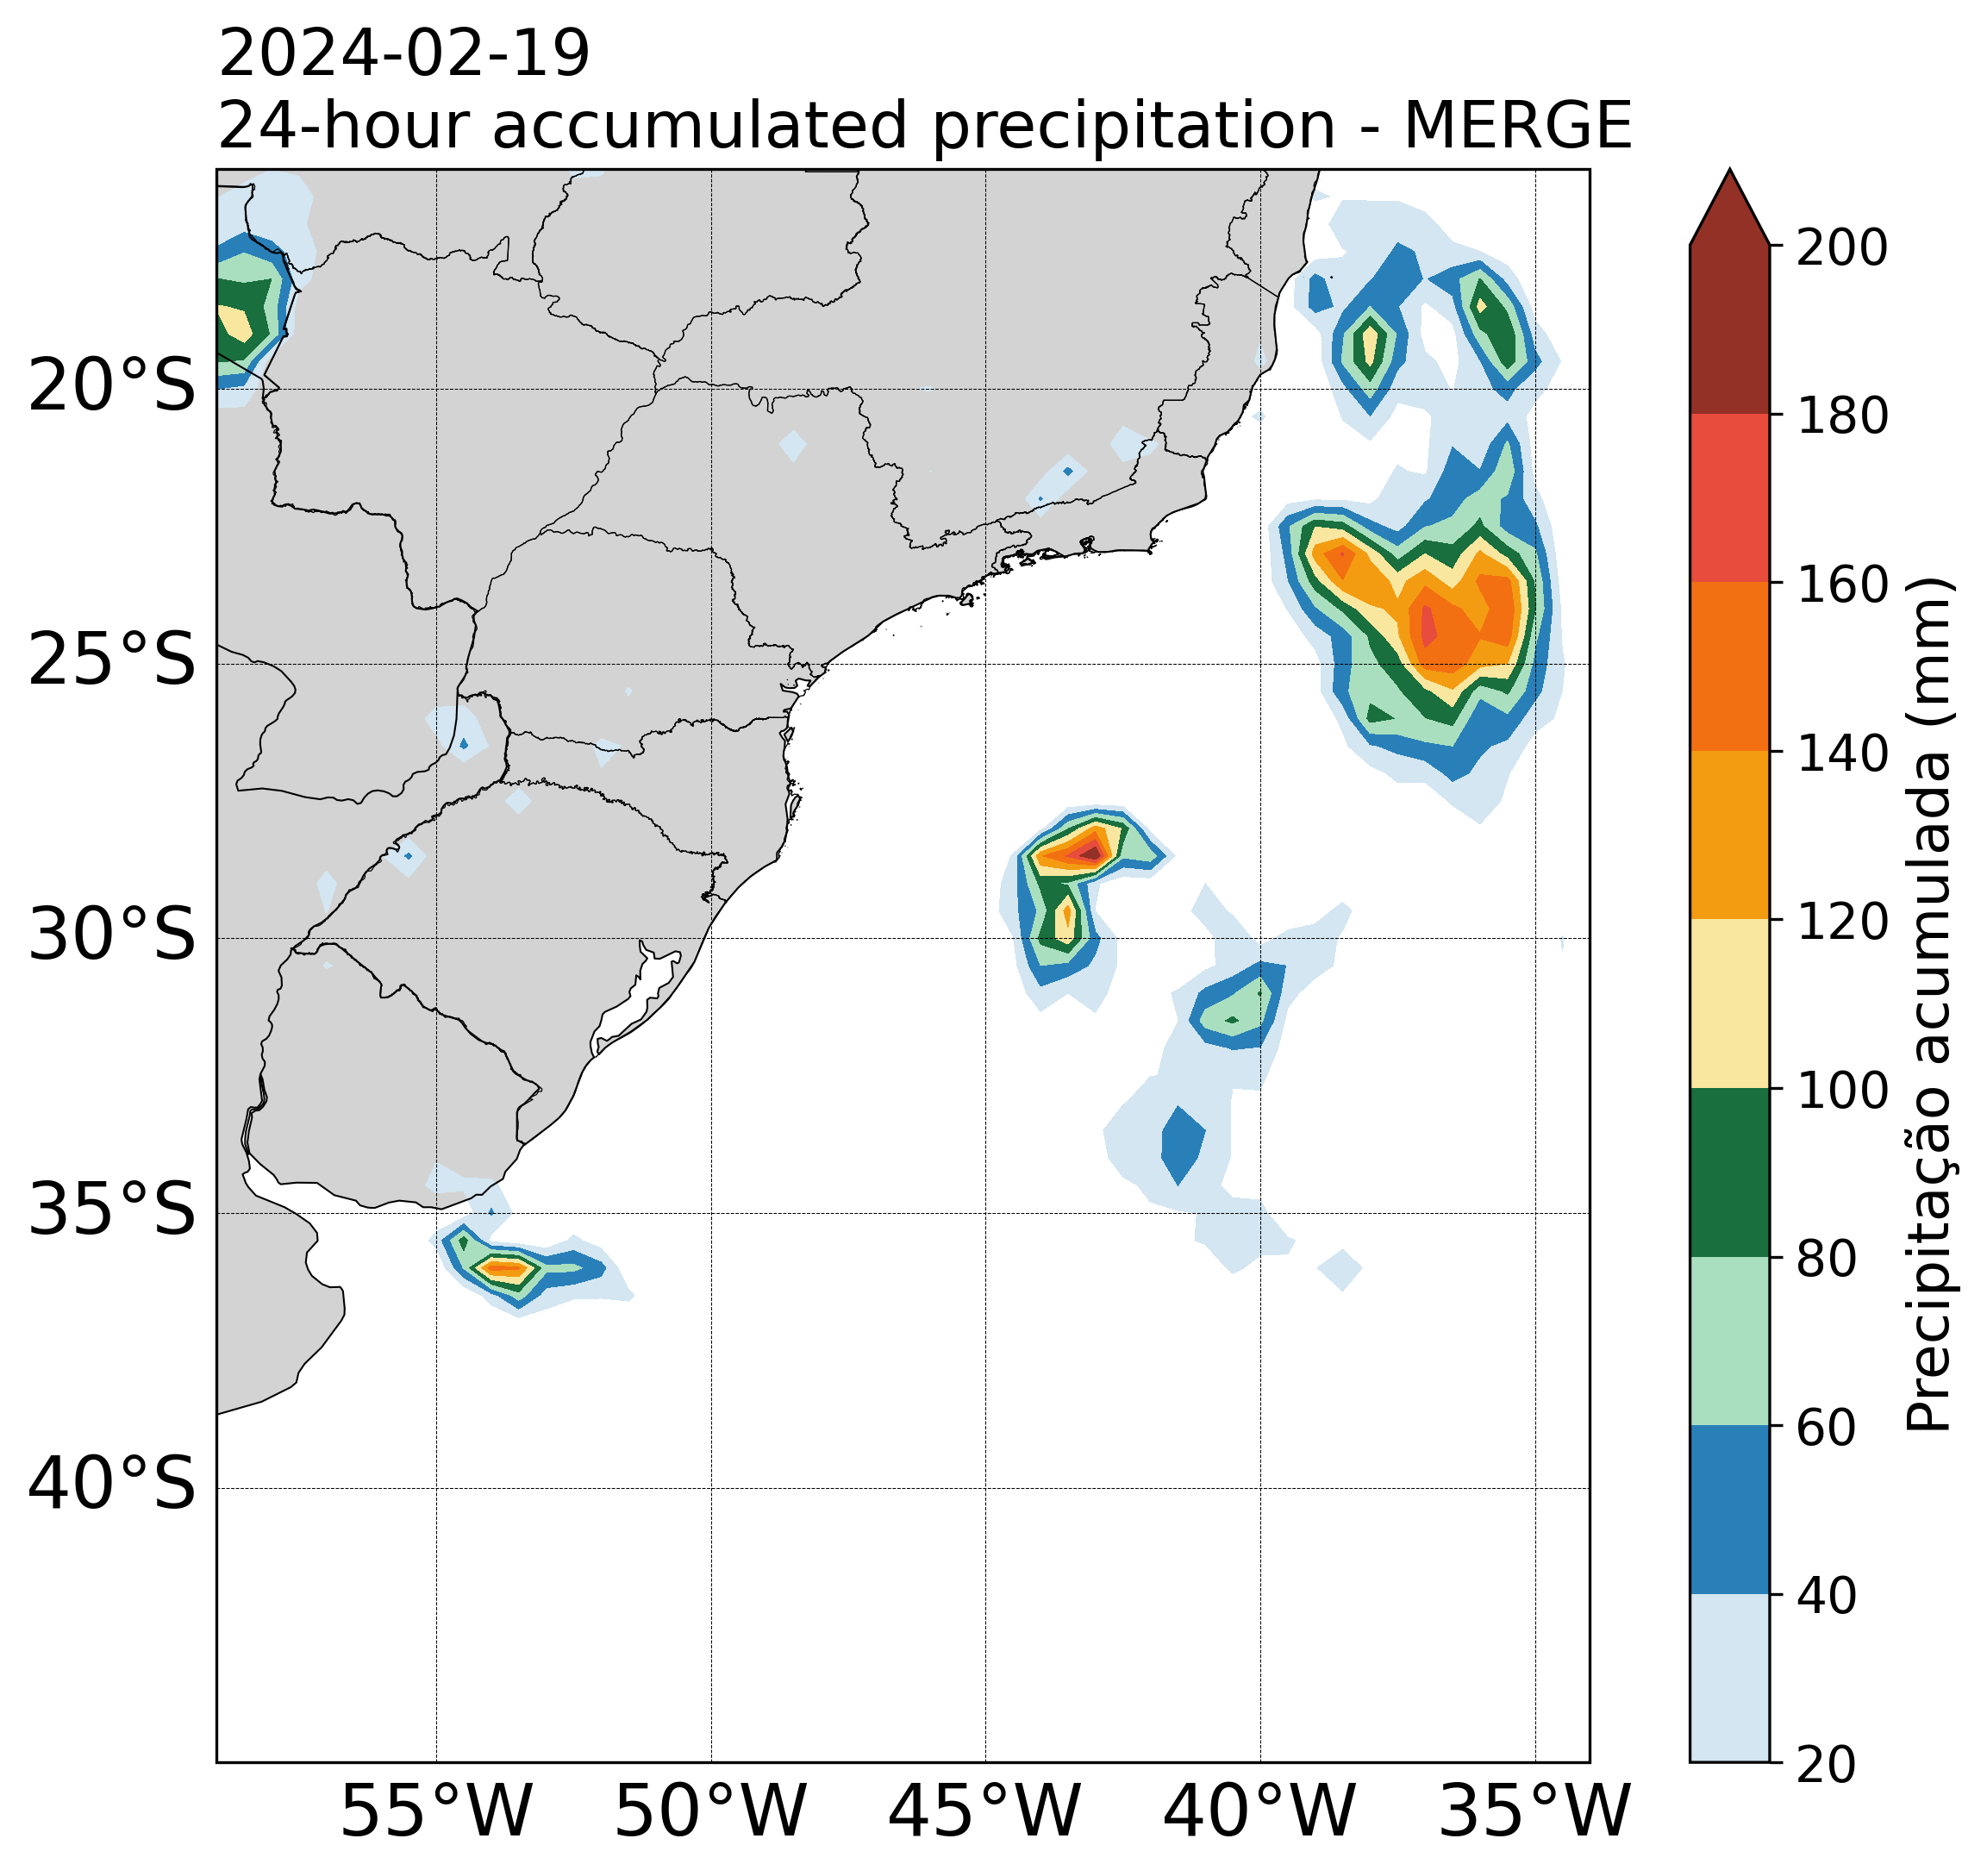 2024-02-19
24-hour accumulated precipitation - MERGE
20°S
25°S
30°S
35°S
40°S
55°W
50°W
45°W
40°W
35°W
200
180
160
140
120
100
80
60
40
20
Precipitação acumulada (mm)